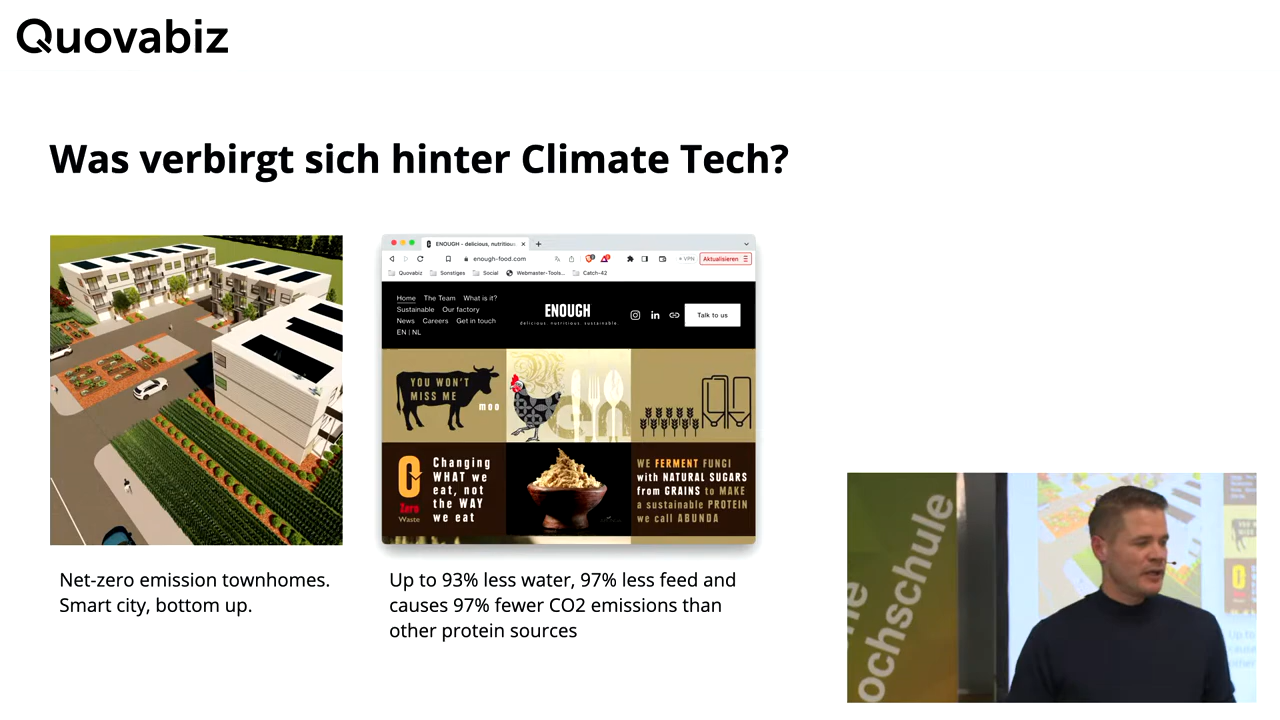 Quovabiz
Was verbirgt sich hinter Climate Tech?
ENOUGH - delicious, nutritious,
enough-food.com
VPN
Aktualisieren
Quovabiz
Sonstiges
Social
Webmaster-Tools...
Catch-42
Home The Team What is it?
Sustainable Our factory
News Careers Get in touch
EN | NL
ENOUGH
delicious. nutritious. sustainable.
Talk to us
YOU WON'T
MISS ME
moo
Zero
Waste
Changing
WHAT we
eat, not
the WAY
we eat
WE FERMENT FUNGI
with NATURAL SUGARS
from GRAINS to MAKE
a sustainable PROTEIN
we call ABUNDA
Net-zero emission townhomes.
Smart city, bottom up.
Up to 93% less water, 97% less feed and
causes 97% fewer CO2 emissions than
other protein sources
ochschule